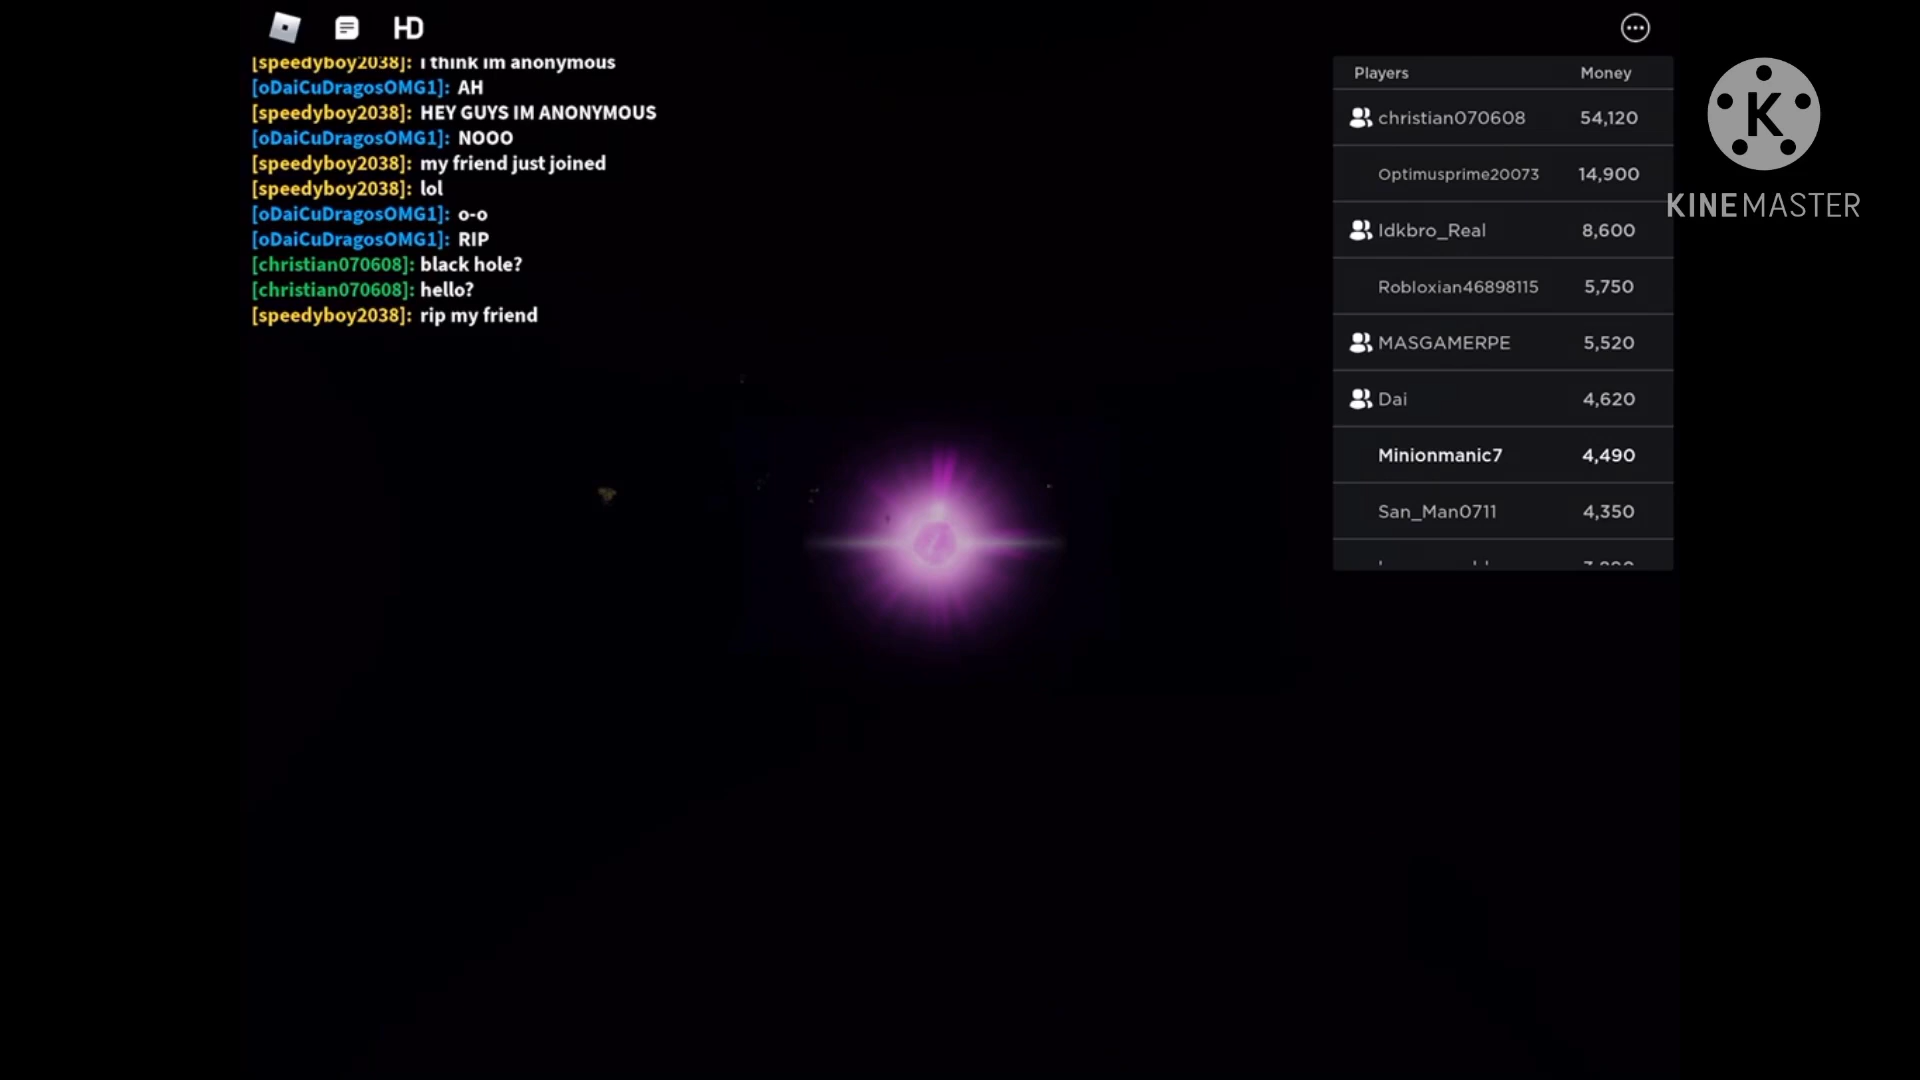 HD
[speedyboy2038]: i think im anonymous
[oDaiCuDragosOMG1]: AH
[speedyboy2038]: HEY GUYS IM ANONYMOUS
[oDaiCuDragosOMG1]: NOOO
[speedyboy2038]: my friend just joined
[speedyboy2038]: lol
[oDaiCuDragosOMG1]: o-o
[oDaiCuDragosOMG1]: RIP
[christian070608]: black hole?
[christian070608]: hello?
[speedyboy2038]: rip my friend
Players Money
christian070608 54,120
Optimusprime20073 14,900
Idkbro_Real 8,600
Robloxian46898115 5,750
MASGAMERPE 5,520
Dai 4,620
Minionmanic7 4,490
San_Man0711 4,350
K
KINEMASTER